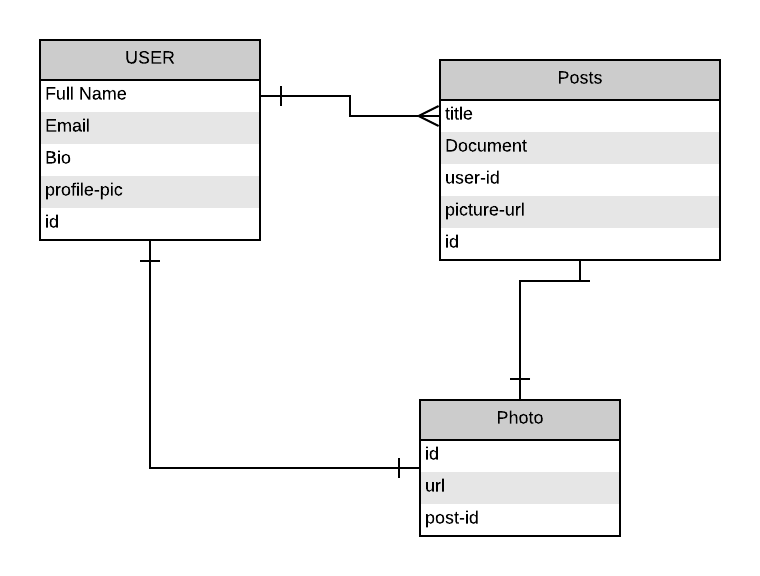 USER
Full Name
Email
Bio
profile-pic
id
Posts
title
Document
user-id
picture-url
id
Photo
id
url
post-id